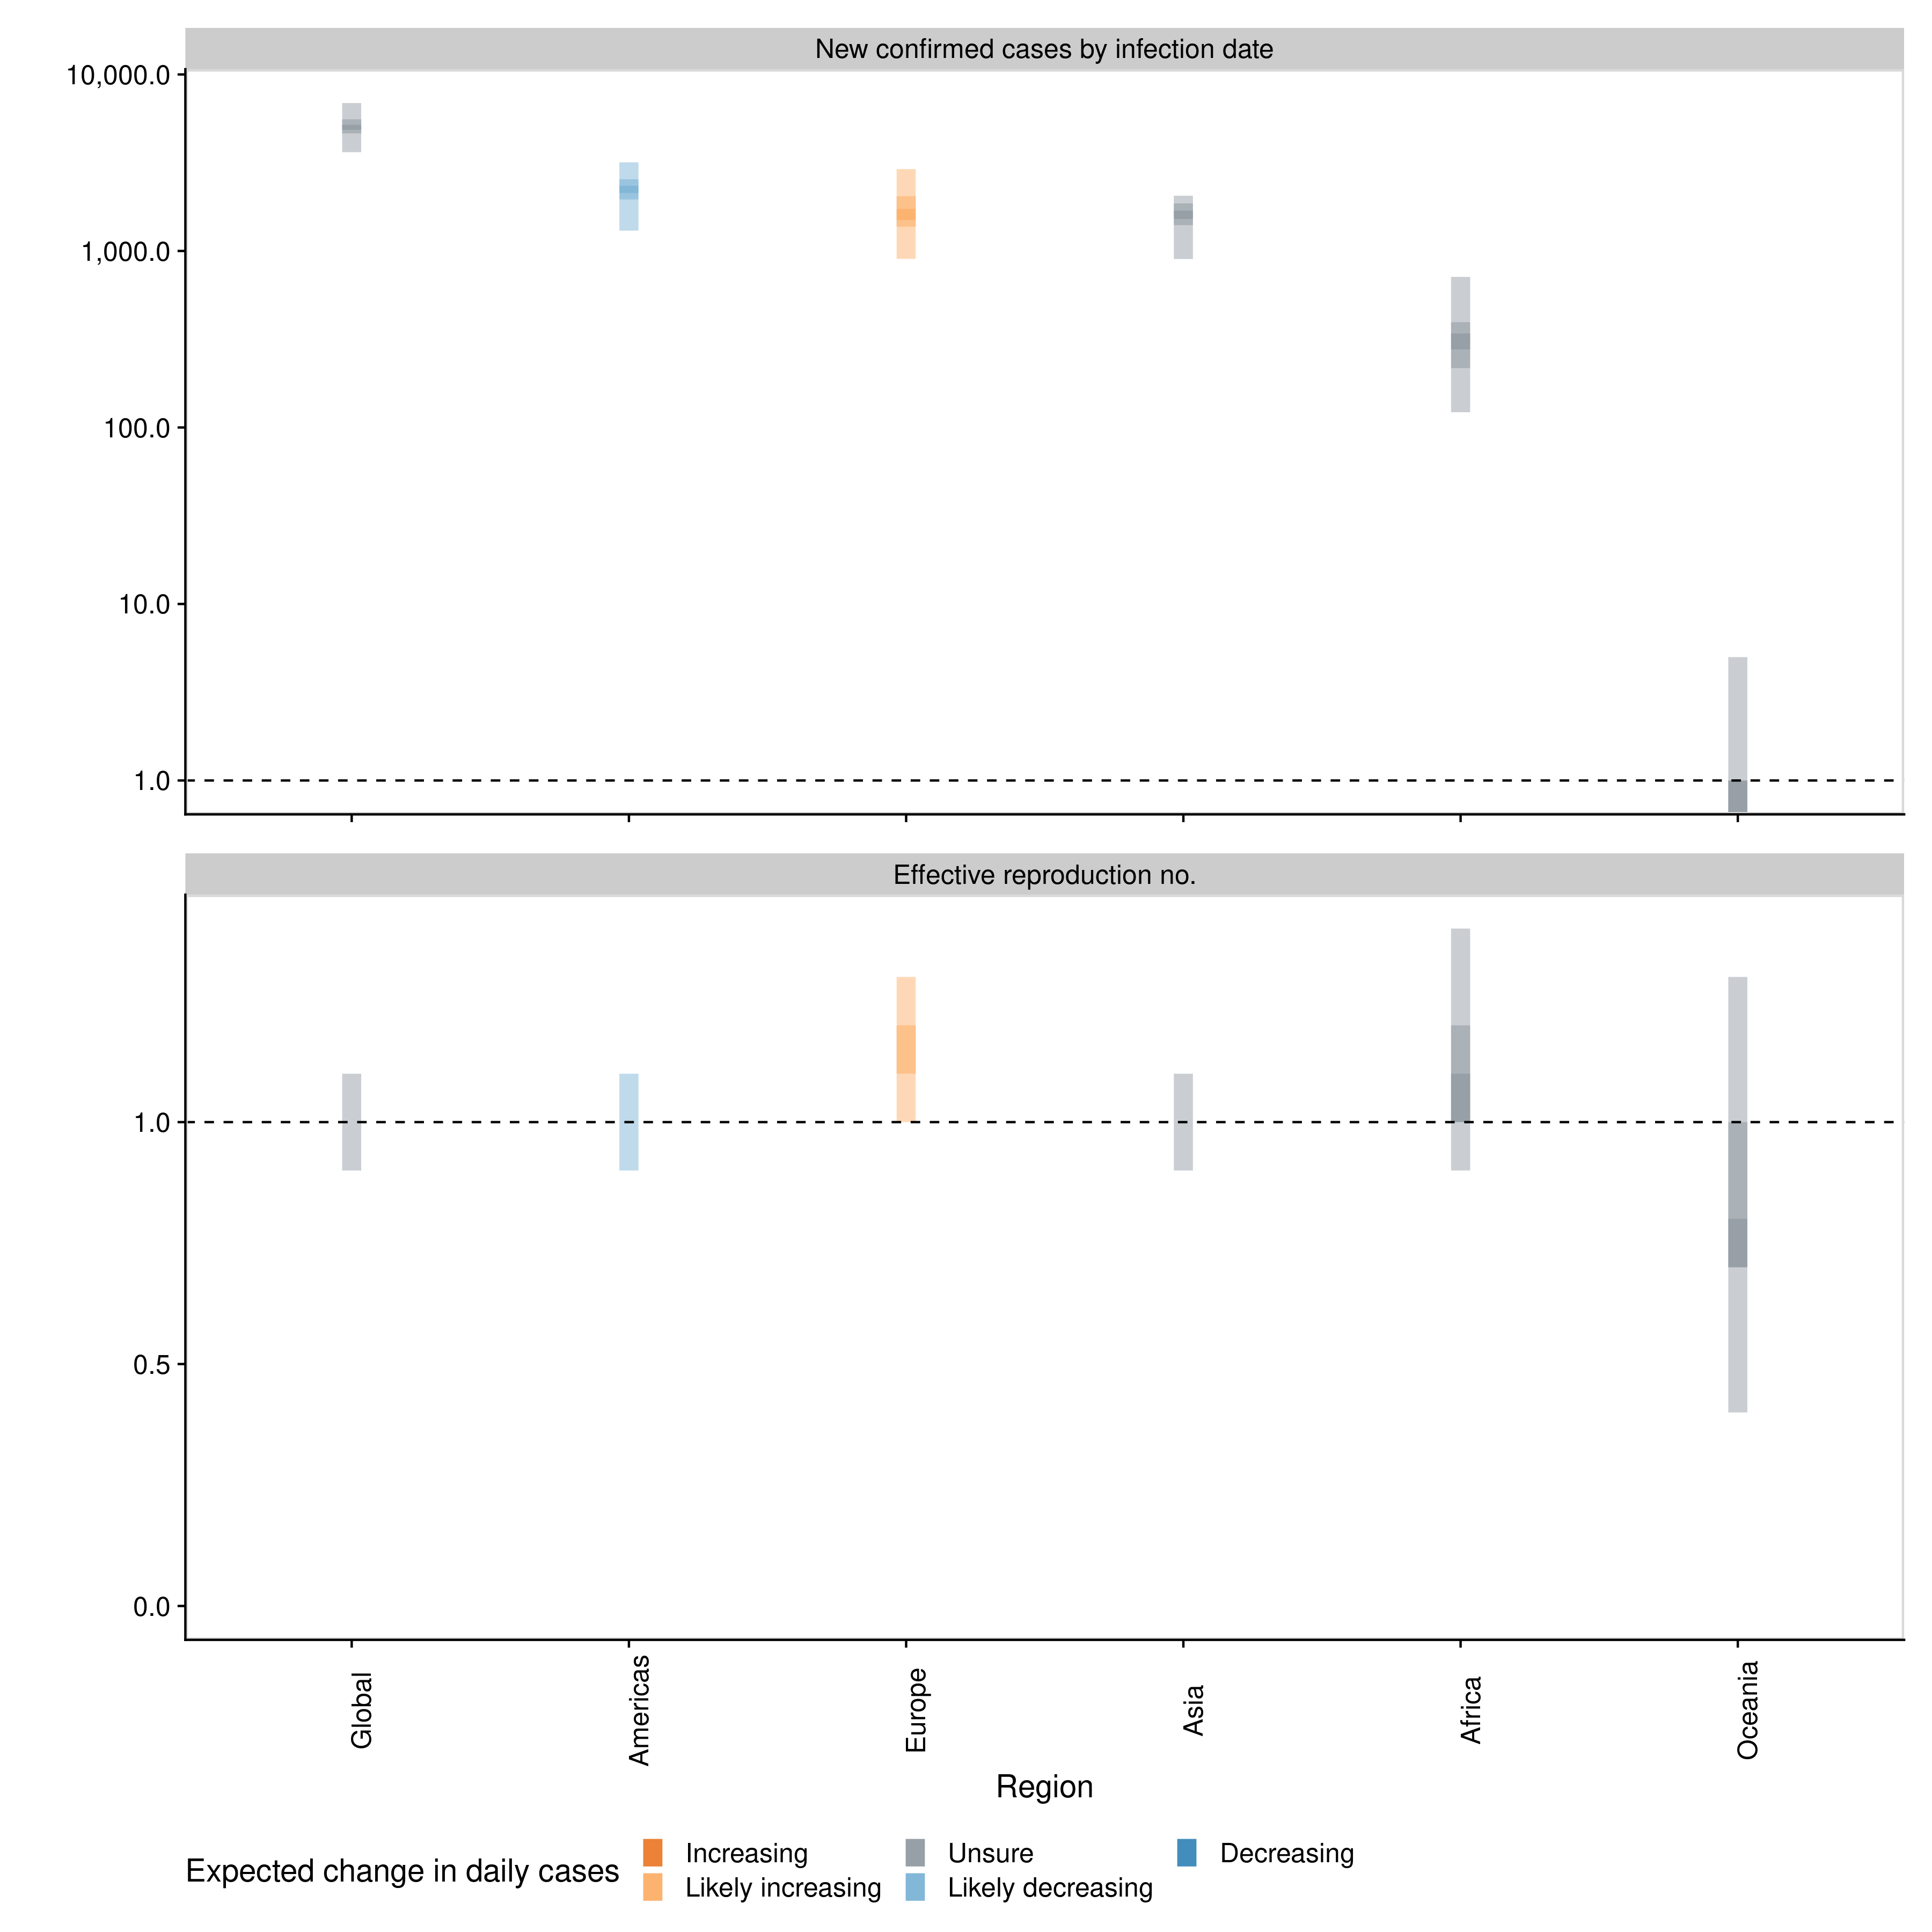 New confirmed cases by infection date
10,000.0
1,000.0
100.0
10.0
1.0
Effective reproduction no.
1.0
0.5
0.0
Global
Americas
Europe
Asia
Africa
Oceania
Region
Expected change in daily cases
Increasing
Likely increasing
Unsure
Likely decreasing
Decreasing